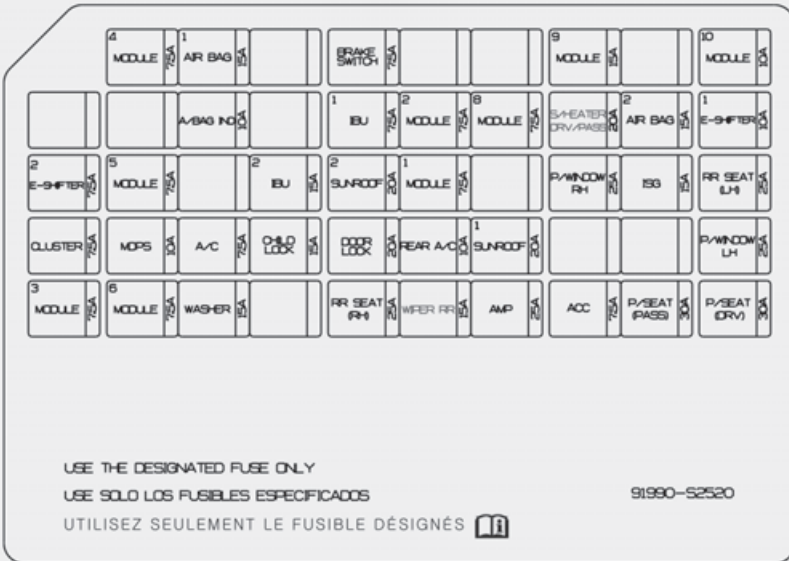 4 MODULE 7.5A 1 AIR BAG 15A BRAKE SWITCH 7.5A 9 MODULE 15A 10 MODULE 10A
A/BAG IND 10A 1 IBU 7.5A 2 MODULE 7.5A 8 MODULE 7.5A S/HEATER DRV/PASS 20A 2 AIR BAG 15A 1 E-SHIFTER 10A
2 E-SHIFTER 7.5A 5 MODULE 7.5A 2 IBU 15A 2 SUNROOF 20A 1 MODULE 7.5A P/WINDOW RH 25A ISG 15A RR SEAT (LH) 25A
CLUSTER 7.5A MDPS 10A A/C 7.5A CHILD LOCK 15A DOOR LOCK 20A REAR A/C 10A 1 SUNROOF 20A P/WINDOW LH 25A
3 MODULE 7.5A 6 MODULE 7.5A WASHER 15A RR SEAT (RH) 25A WIPER RR 15A AMP 25A ACC 7.5A P/SEAT (PASS) 30A P/SEAT (DRV) 30A
USE THE DESIGNATED FUSE ONLY
USE SOLO LOS FUSIBLES ESPECIFICADOS
91990-S2520
UTILISEZ SEULEMENT LE FUSIBLE DÉSIGNÉS